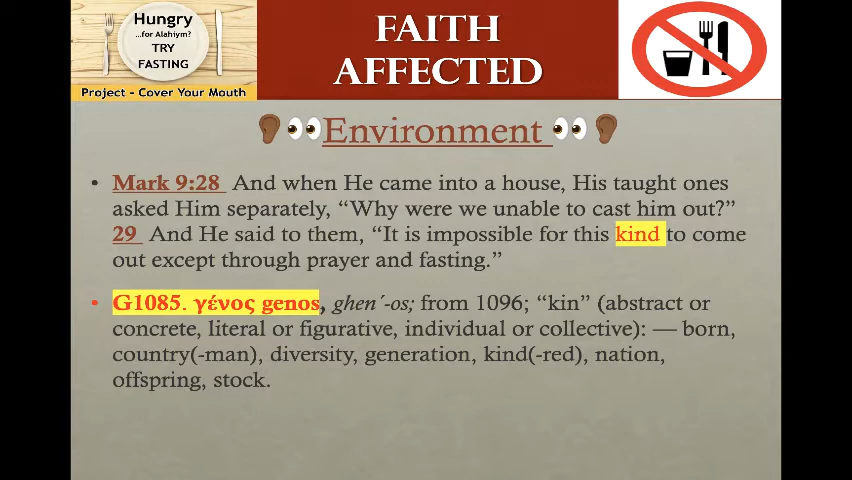 Hungry
...for Alahiym?
TRY
FASTING
Project - Cover Your Mouth
FAITH
AFFECTED
Environment
• Mark 9:28 And when He came into a house, His taught ones
asked Him separately, “Why were we unable to cast him out?”
29 And He said to them, “It is impossible for this kind to come
out except through prayer and fasting.”
• G1085. γένος genos, ghen´-os; from 1096; “kin” (abstract or
concrete, literal or figurative, individual or collective): — born,
country(-man), diversity, generation, kind(-red), nation,
offspring, stock.